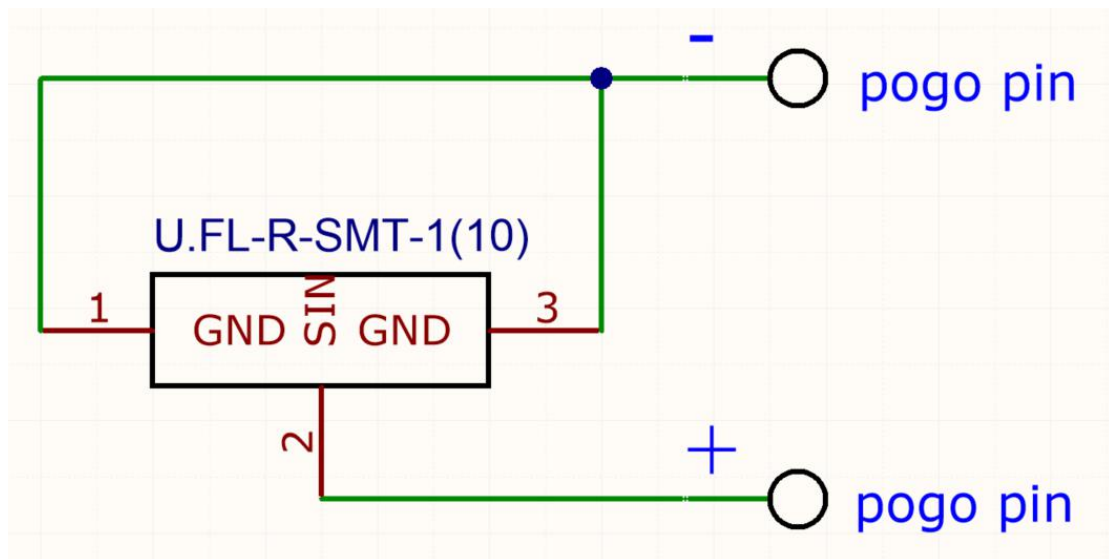 -
pogo pin
U.FL-R-SMT-1(10)
1
GND SIN GND
3
2
+
pogo pin